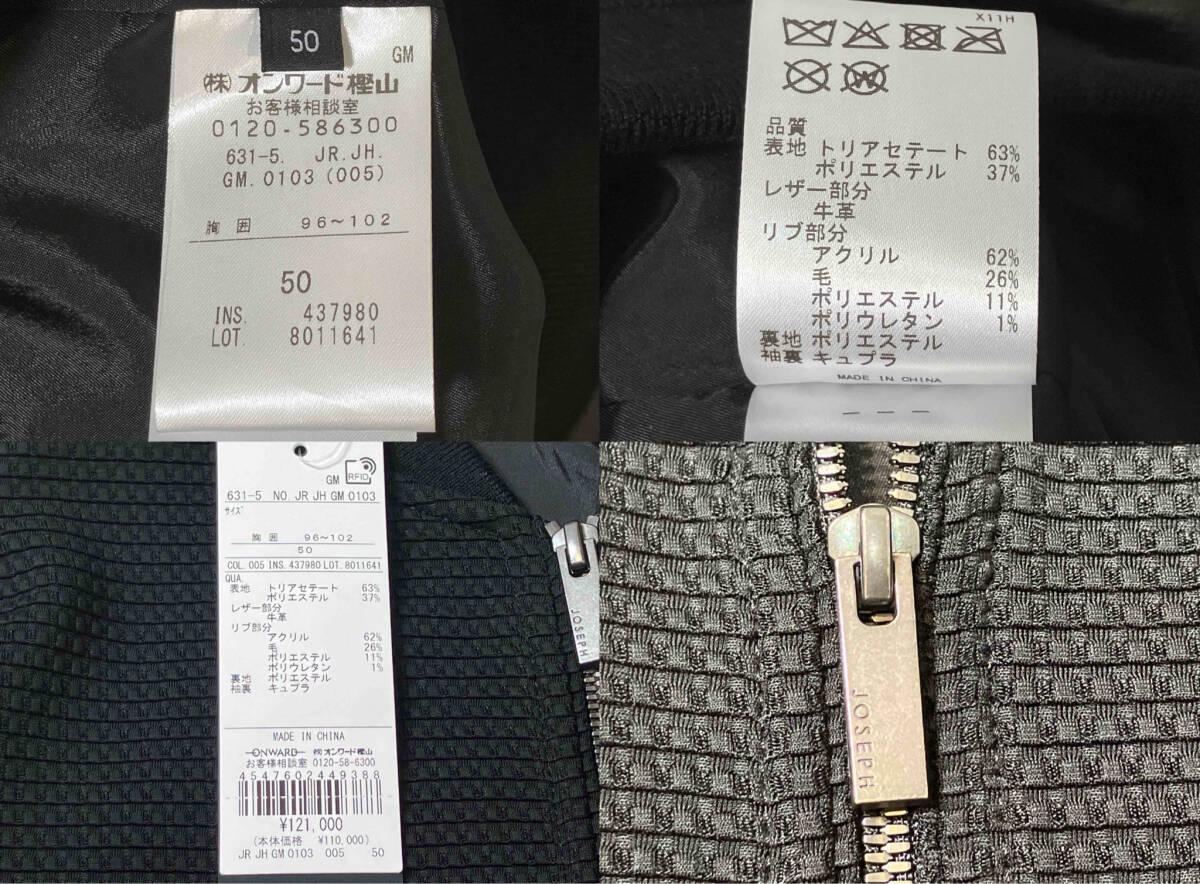 50
GM
㈱オンワード樫山
お客様相談室
0120-586300
631-5. JR.JH.
GM.0103(005)
胸囲 96~102
50
INS. 437980
LOT. 8011641
X11H
W
品質
表地 トリアセテート 63%
ポリエステル 37%
レザー部分
牛革
リブ部分
アクリル 62%
毛 26%
ポリエステル 11%
ポリウレタン 1%
裏地 ポリエステル
袖裏 キュプラ
MADE IN CHINA
GM RFID
631-5 NO. JR JH GM 0103
サイズ
胸囲 96~102
50
COL. 005 INS. 437980 LOT. 8011641
QUA.
表地 トリアセテート 63%
ポリエステル 37%
レザー部分
牛革
リブ部分
アクリル 62%
毛 26%
ポリエステル 11%
ポリウレタン 1%
裏地 ポリエステル
袖裏 キュプラ
MADE IN CHINA
ONWARD ㈱オンワード樫山
お客様相談室 0120-58-6300
4547602449388
¥121,000
(本体価格 ¥110,000)
JR JH GM 0103 005 50
JOSEPH
JOSEPH